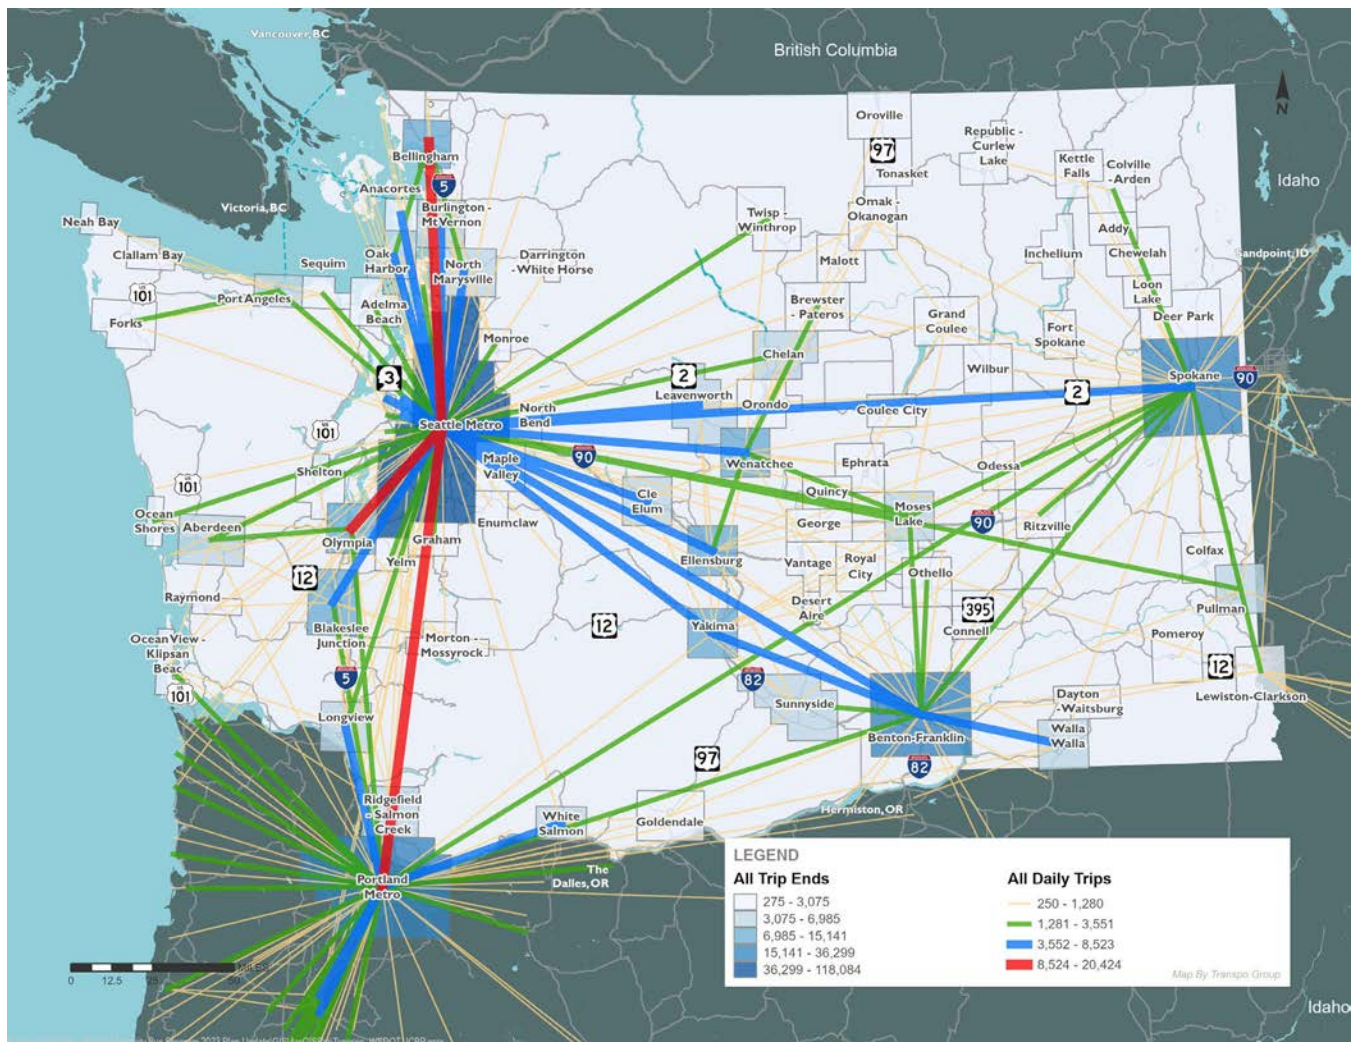 Vancouver, BC
British Columbia
Oroville
97
Republic -
Curlew
Lake
Kettle
Falls
Colville
-Arden
Idaho
Bellingham
Tonasket
Anacortes
5
Victoria, BC
Burlington -
Mt Vernon
Omak -
Okanogan
Twisp -
Winthrop
Neah Bay
Addy
Clallam Bay
Sequim
Oak
Harbor
North
Marysville
Darrington
-White Horse
Malott
Inchelium
Chewelah
Sandpoint, ID
US
101
Port Angeles
Adelma
Beach
Brewster
- Pateros
Loon
Lake
Forks
Grand
Coulee
Fort
Spokane
Deer Park
Monroe
Chelan
3
2
Leavenworth
Wilbur
Spokane
90
2
Orondo
Coulee City
North
Bend
Seattle Metro
US
101
90
Maple
Valley
Wenatchee
Ephrata
Odessa
Shelton
US
101
Cle
Elum
Quincy
Moses
Lake
Ocean
Shores
Aberdeen
Enumclaw
George
90
Ritzville
Olympia
Graham
Colfax
Yelm
Ellensburg
Vantage
Royal
City
Othello
12
Raymond
Desert
Aire
395
Pullman
Blakeslee
Junction
12
Yakima
Connell
Pomeroy
Ocean View -
Klipsan
Beac
Morton -
Mossyrock
12
US
101
5
82
Dayton
-Waitsburg
Lewiston-Clarkson
Longview
Sunnyside
Walla
Walla
Benton-Franklin
97
82
Ridgefield
- Salmon
Creek
White
Salmon
Goldendale
Hermiston, OR
The
Dalles, OR
Portland
Metro
N
LEGEND
All Trip Ends
275 - 3,075
3,075 - 6,985
6,985 - 15,141
15,141 - 36,299
36,299 - 118,084
All Daily Trips
250 - 1,280
1,281 - 3,551
3,552 - 8,523
8,524 - 20,424
Map By Transpo Group
MILES
0 12.5 25 50
Idaho